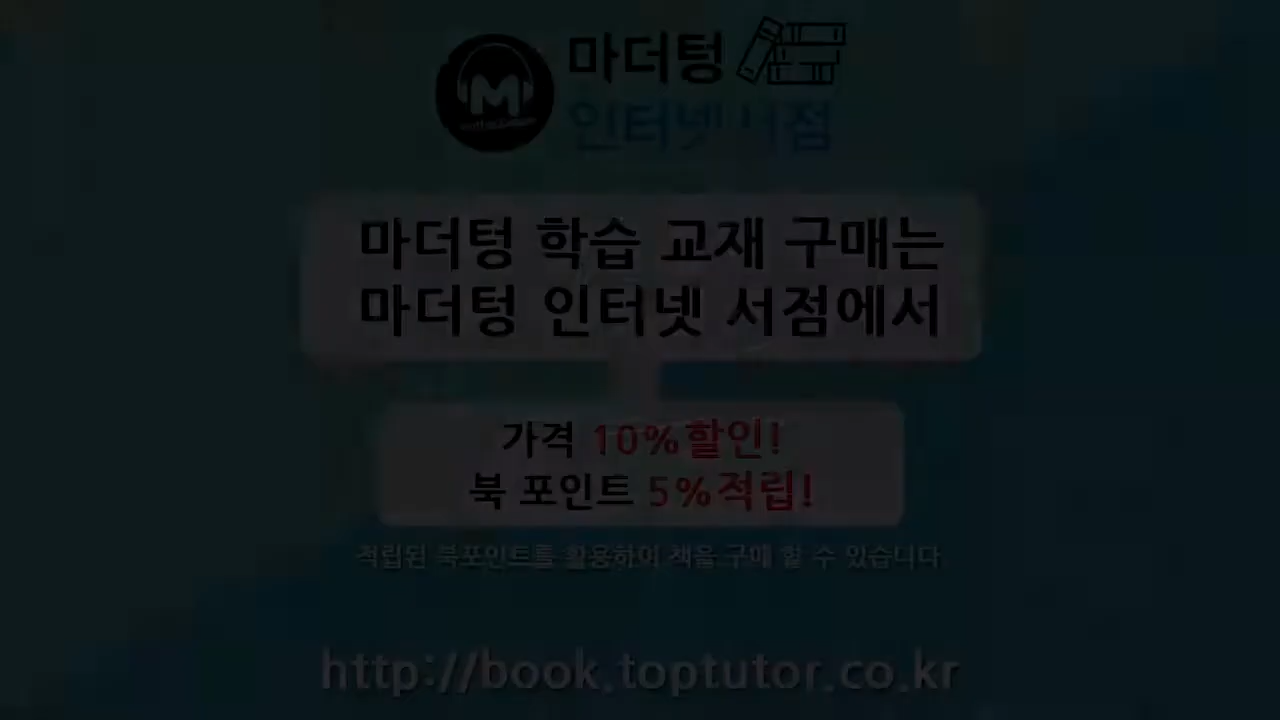 마더텅
인터넷 서점
마더텅 학습 교재 구매는
마더텅 인터넷 서점에서
가격 10%할인!
북 포인트 5%적립!
적립된 북포인트를 활용하여 책을 구매 할 수 있습니다
http://book.toptutor.co.kr